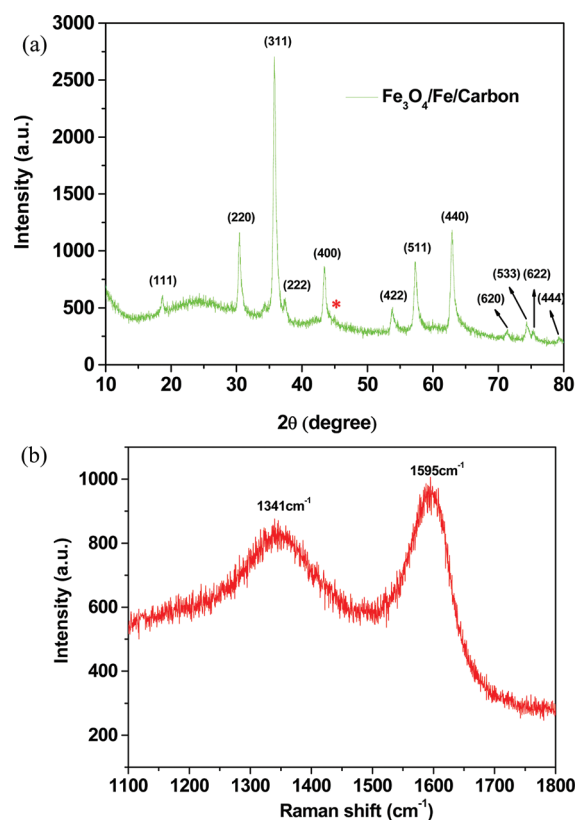 (a)
3000
2500
2000
1500
1000
500
0
Intensity (a.u.)
(111)
(220)
(311)
(222)
(400)
*
(422)
(511)
(440)
(620)
(533)
(622)
(444)
Fe₃O₄/Fe/Carbon
10 20 30 40 50 60 70 80
2θ (degree)
(b)
1000
800
600
400
200
Intensity (a.u.)
1341cm⁻¹
1595cm⁻¹
1100 1200 1300 1400 1500 1600 1700 1800
Raman shift (cm⁻¹)